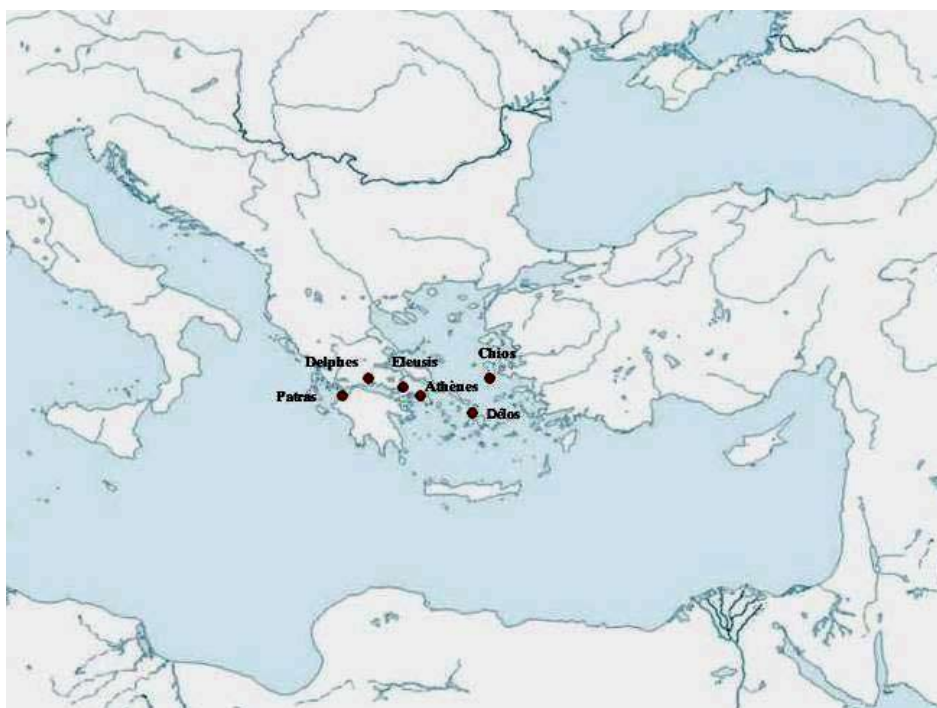 Chios
Delphes
Eleusis
Athènes
Patras
Délos